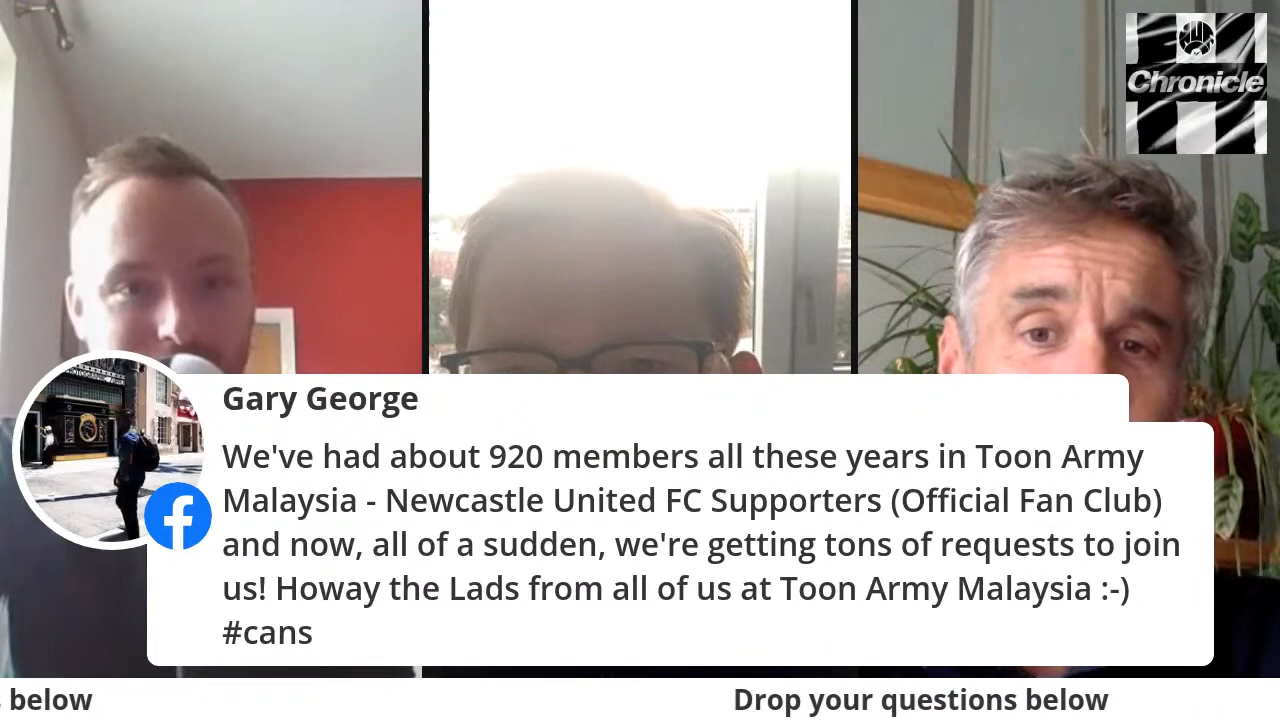 Chronicle
Gary George
We've had about 920 members all these years in Toon Army
Malaysia - Newcastle United FC Supporters (Official Fan Club)
and now, all of a sudden, we're getting tons of requests to join
us! Howay the Lads from all of us at Toon Army Malaysia :-)
#cans
below Drop your questions below